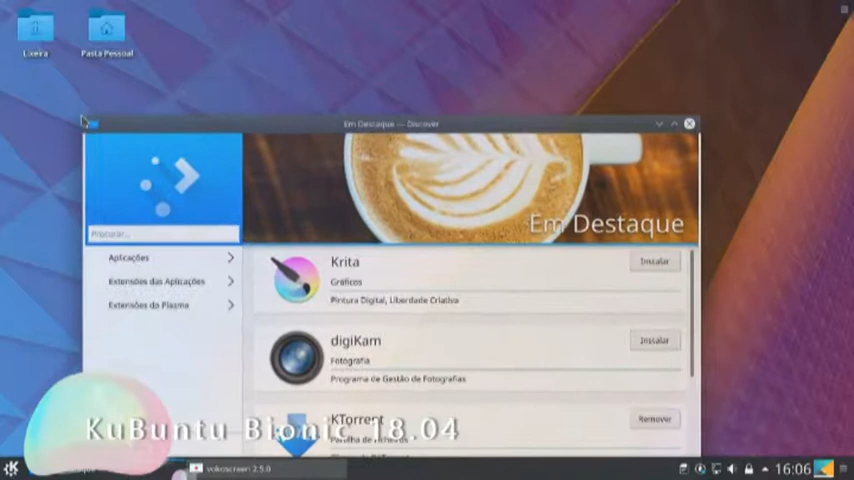 Lixeira
Pasta Pessoal
Em Destaque — Discover
Em Destaque
Procurar...
Aplicações
Extensões das Aplicações
Extensões do Plasma
Krita
Gráficos
Pintura Digital, Liberdade Criativa
Instalar
digiKam
Fotografia
Programa de Gestão de Fotografias
Instalar
KTorrent
Partilha de Ficheiros
Remover
KuBuntu Bionic 18.04
vokoscreen 2.5.0
16:06